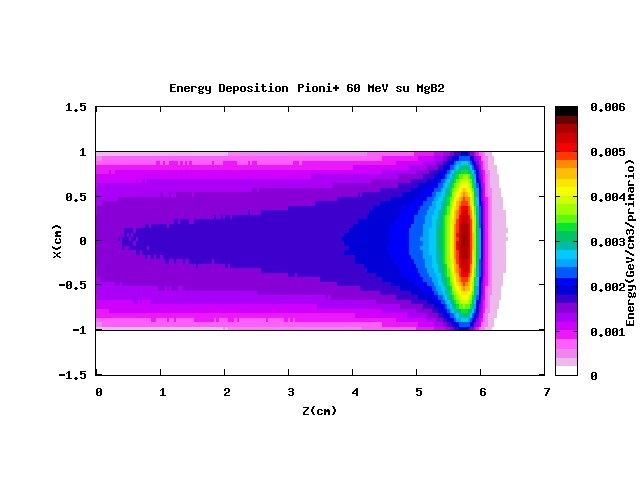 Energy Deposition Pioni+ 60 MeV su MgB2
1.5
1
0.5
0
-0.5
-1
-1.5
X(cm)
0 1 2 3 4 5 6 7
Z(cm)
0.006
0.005
0.004
0.003
0.002
0.001
0
Energy(GeV/cm3/primario)